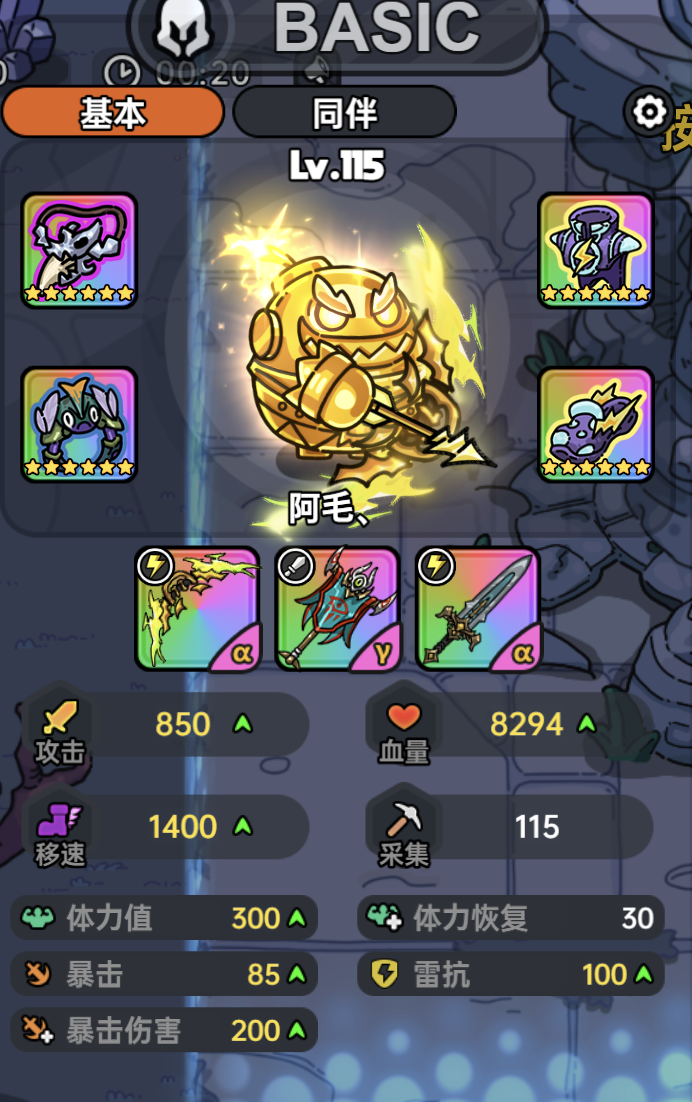 BASIC
00:20
基本
同伴
Lv.115
阿毛、
α
γ
α
攻击
850
血量
8294
移速
1400
采集
115
体力值
300
体力恢复
30
暴击
85
雷抗
100
暴击伤害
200